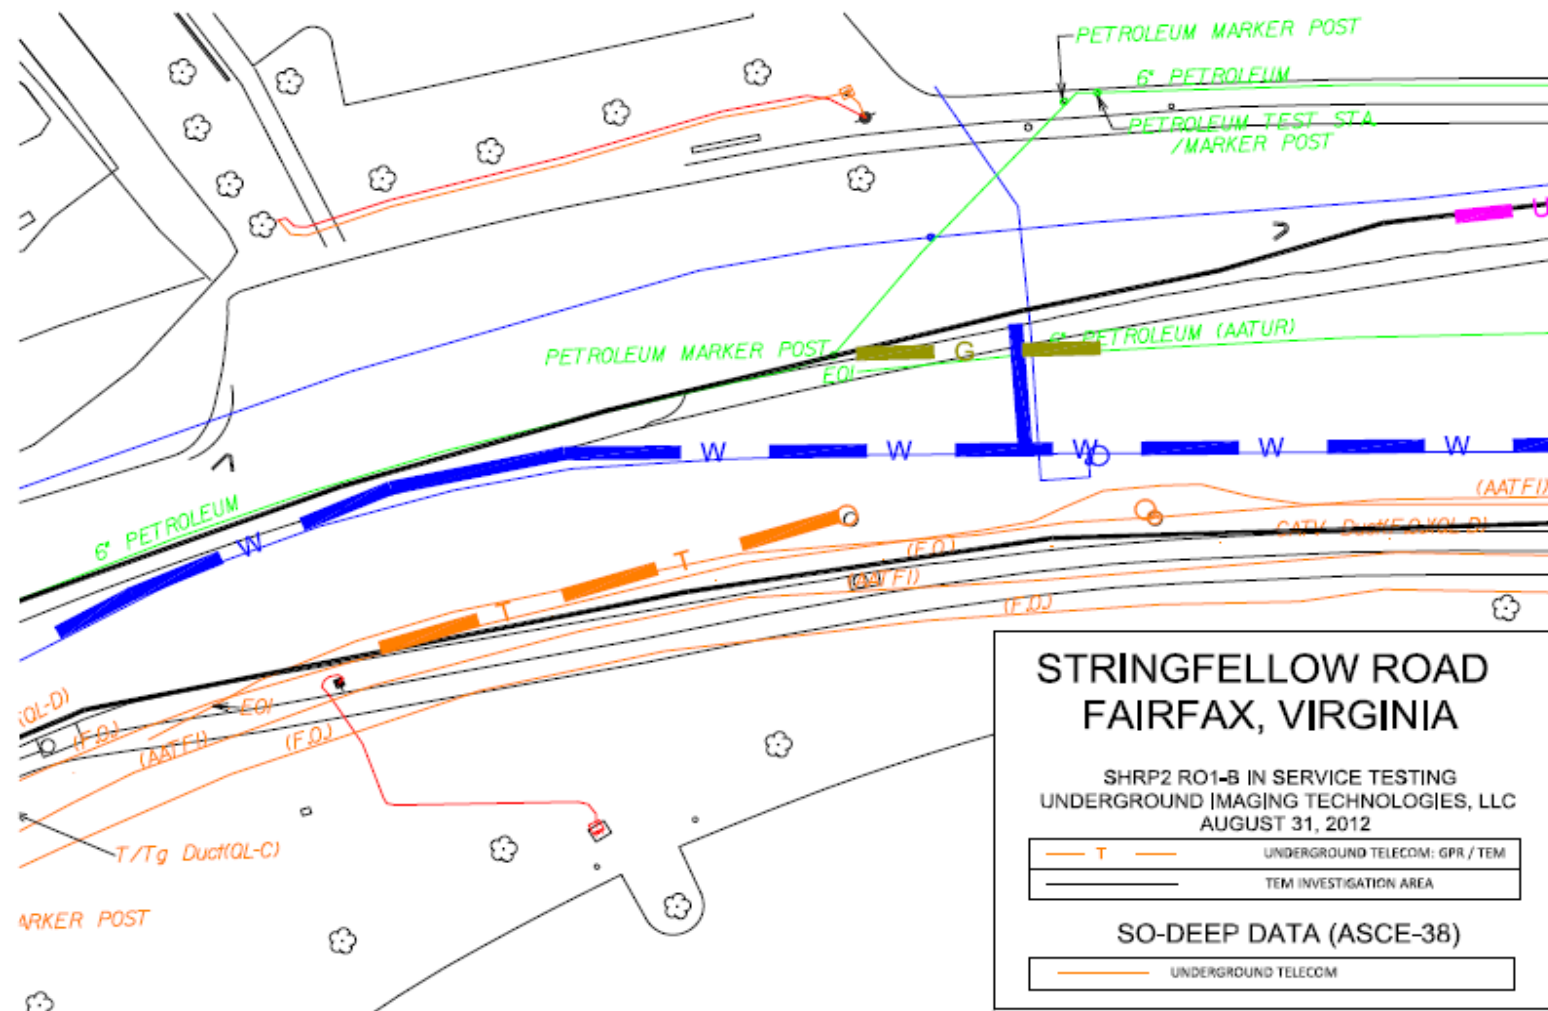 PETROLEUM MARKER POST
6" PETROLEUM
PETROLEUM TEST STA.
/MARKER POST
U
PETROLEUM MARKER POST
G
6" PETROLEUM (AATUR)
EOI
W
W
W
W
W
6" PETROLEUM
W
(AATFI)
T
(F.O.)
CATV Duct(F.O.)(QL-D)
(AATFI)
T
(F.O.)
(QL-D)
EOI
(F.O.)
(F.O.)
(AATFI)
T/Tg Duct(QL-C)
ARKER POST
STRINGFELLOW ROAD
FAIRFAX, VIRGINIA
SHRP2 RO1-B IN SERVICE TESTING
UNDERGROUND IMAGING TECHNOLOGIES, LLC
AUGUST 31, 2012
T UNDERGROUND TELECOM: GPR / TEM
TEM INVESTIGATION AREA
SO-DEEP DATA (ASCE-38)
UNDERGROUND TELECOM